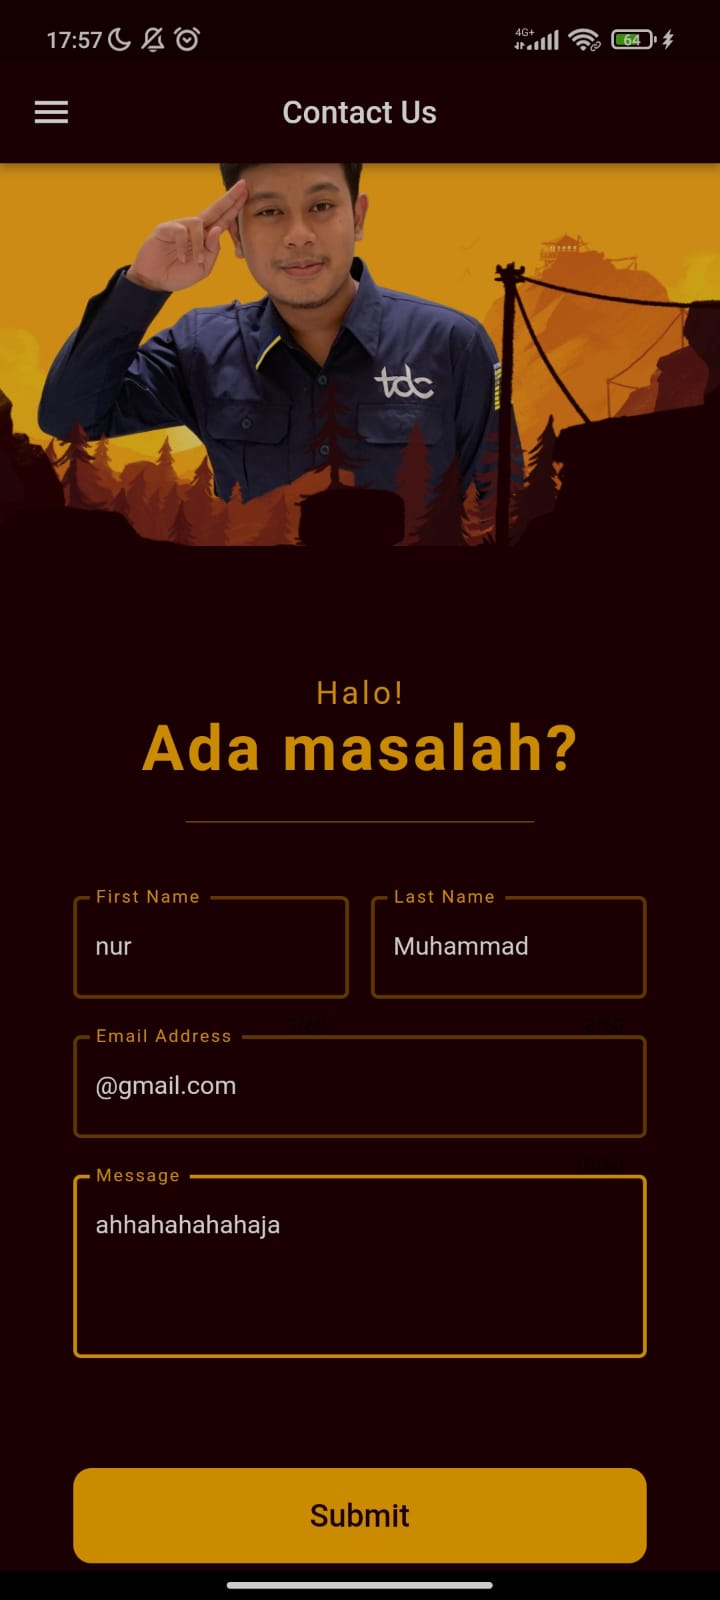 17:57 4G+ 64
Contact Us
tdc
Halo!
Ada masalah?
First Name
Last Name
nur
Muhammad
Email Address
@gmail.com
Message
ahhahahahahaja
Submit